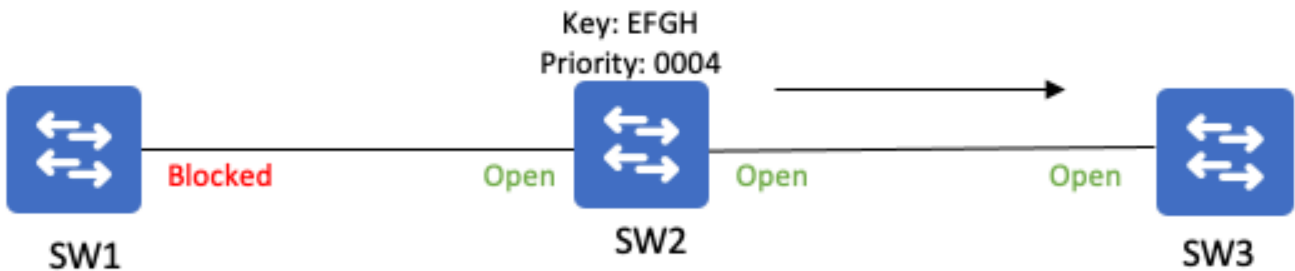 Key: EFGH
Priority: 0004
Blocked
Open
Open
Open
SW1
SW2
SW3